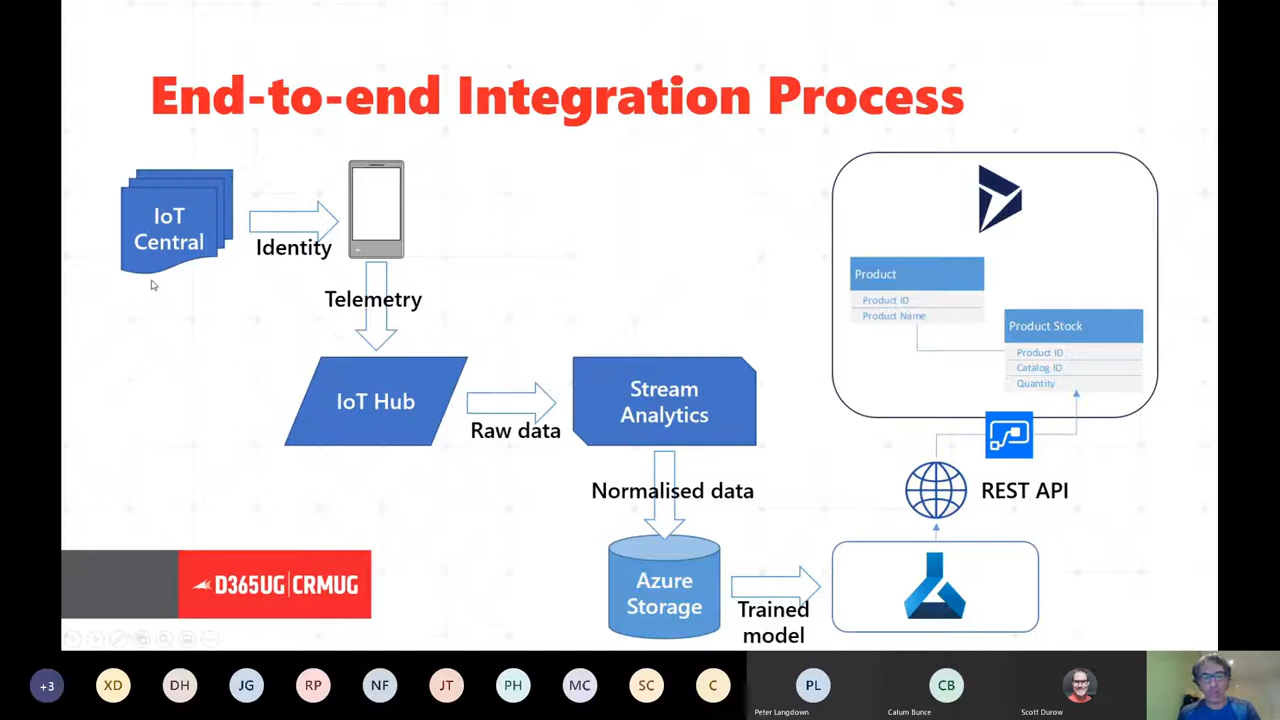 End-to-end Integration Process
IoT
Central
Identity
Telemetry
IoT Hub
Raw data
Stream
Analytics
Normalised data
Azure
Storage
Trained
model
Product
Product ID
Product Name
Product Stock
Product ID
Catalog ID
Quantity
REST API
D365UG|CRMUG
+3
XD
DH
JG
RP
NF
JT
PH
MC
SC
C
PL
Peter Langdown
CB
Calum Bunce
Scott Durow